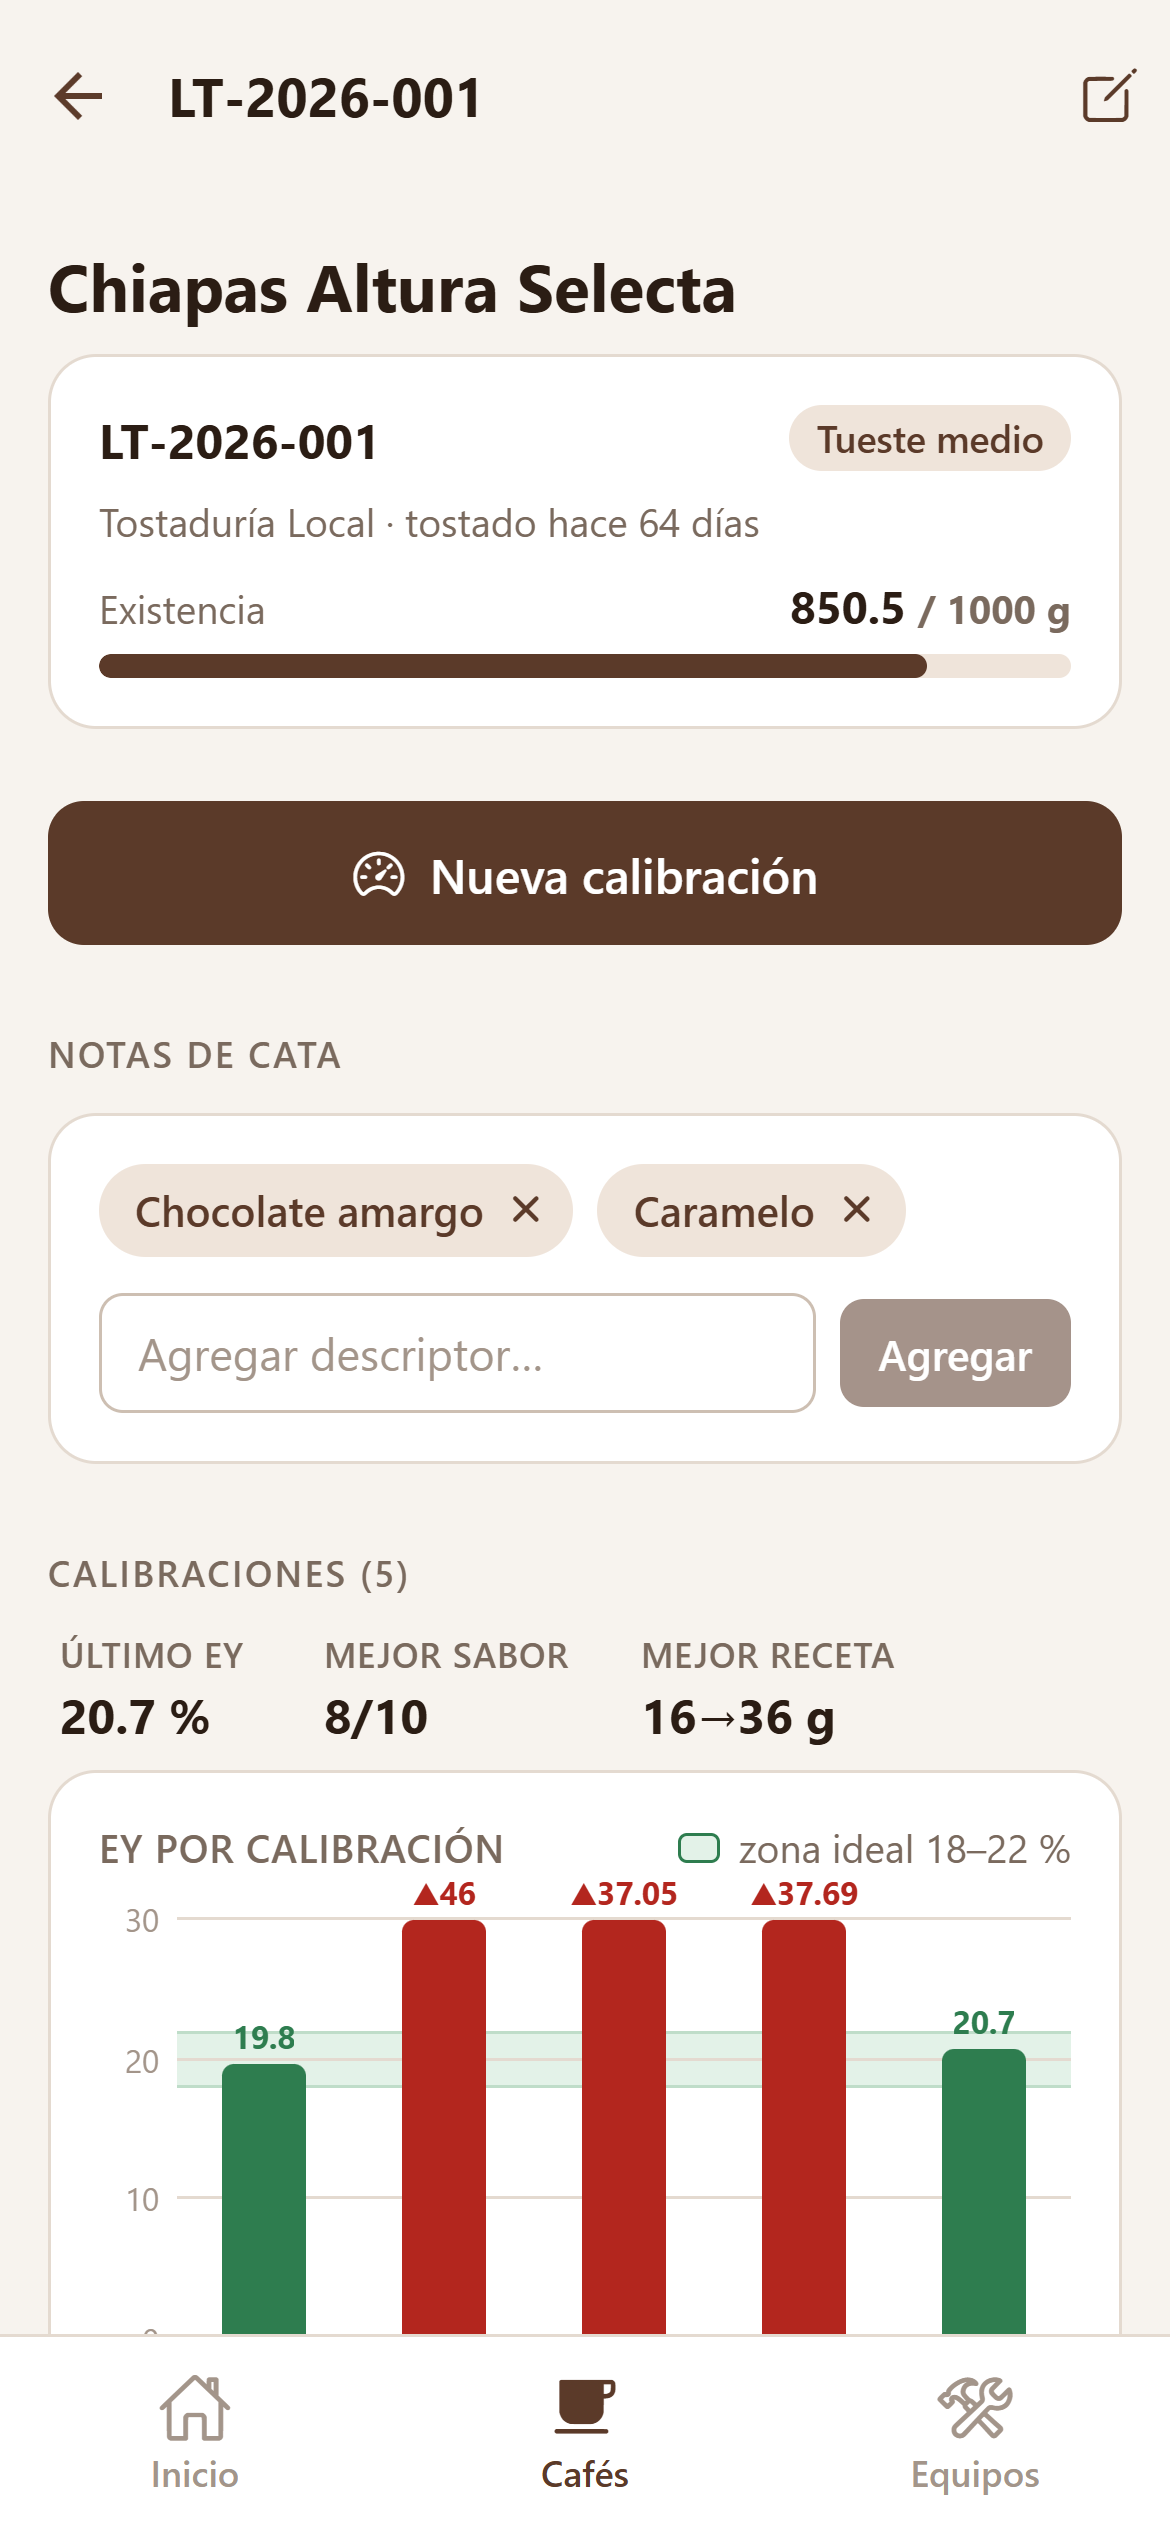 LT-2026-001
Chiapas Altura Selecta
LT-2026-001
Tueste medio
Tostaduría Local · tostado hace 64 días
Existencia
850.5 / 1000 g
Nueva calibración
NOTAS DE CATA
Chocolate amargo ✕
Caramelo ✕
Agregar descriptor...
Agregar
CALIBRACIONES (5)
ÚLTIMO EY
20.7 %
MEJOR SABOR
8/10
MEJOR RECETA
16→36 g
EY POR CALIBRACIÓN
zona ideal 18–22 %
▲46
▲37.05
▲37.69
30
19.8
20.7
20
10
Inicio
Cafés
Equipos